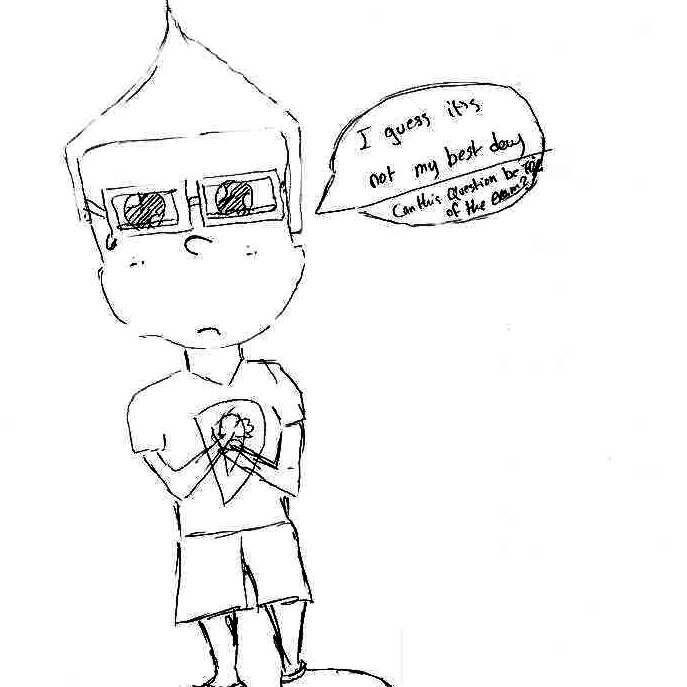 I guess it's
not my best day
Can this Question be
of the exam?